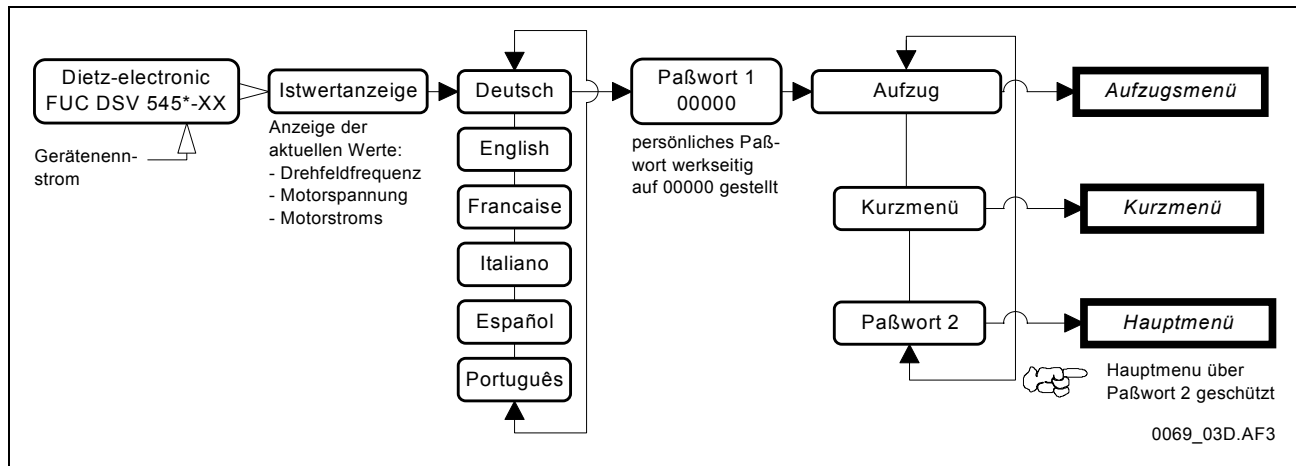 Dietz-electronic
FUC DSV 545*-XX
Gerätenenn-
strom
Istwertanzeige
Anzeige der
aktuellen Werte:
- Drehfeldfrequenz
- Motorspannung
- Motorstroms
Deutsch
English
Francaise
Italiano
Español
Português
Paßwort 1
00000
persönliches Paß-
wort werkseitig
auf 00000 gestellt
Aufzug
Kurzmenü
Paßwort 2
Aufzugsmenü
Kurzmenü
Hauptmenü
Hauptmenu über
Paßwort 2 geschützt
0069_03D.AF3